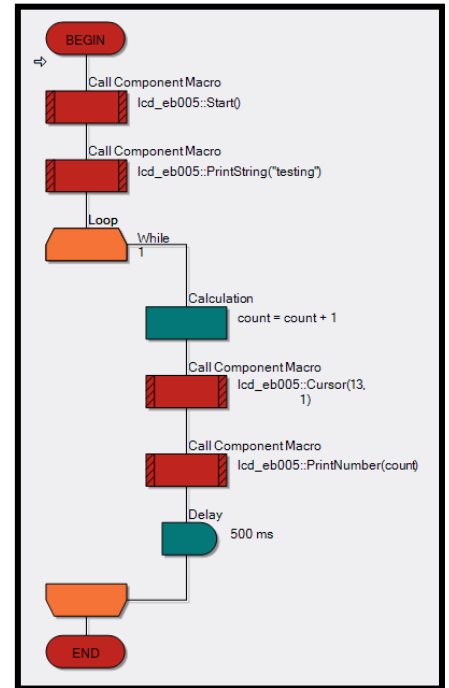 BEGIN
Call Component Macro
lcd_eb005::Start()
Call Component Macro
lcd_eb005::PrintString("testing")
Loop
While
1
Calculation
count = count + 1
Call Component Macro
lcd_eb005::Cursor(13,
1)
Call Component Macro
lcd_eb005::PrintNumber(count)
Delay
500 ms
END